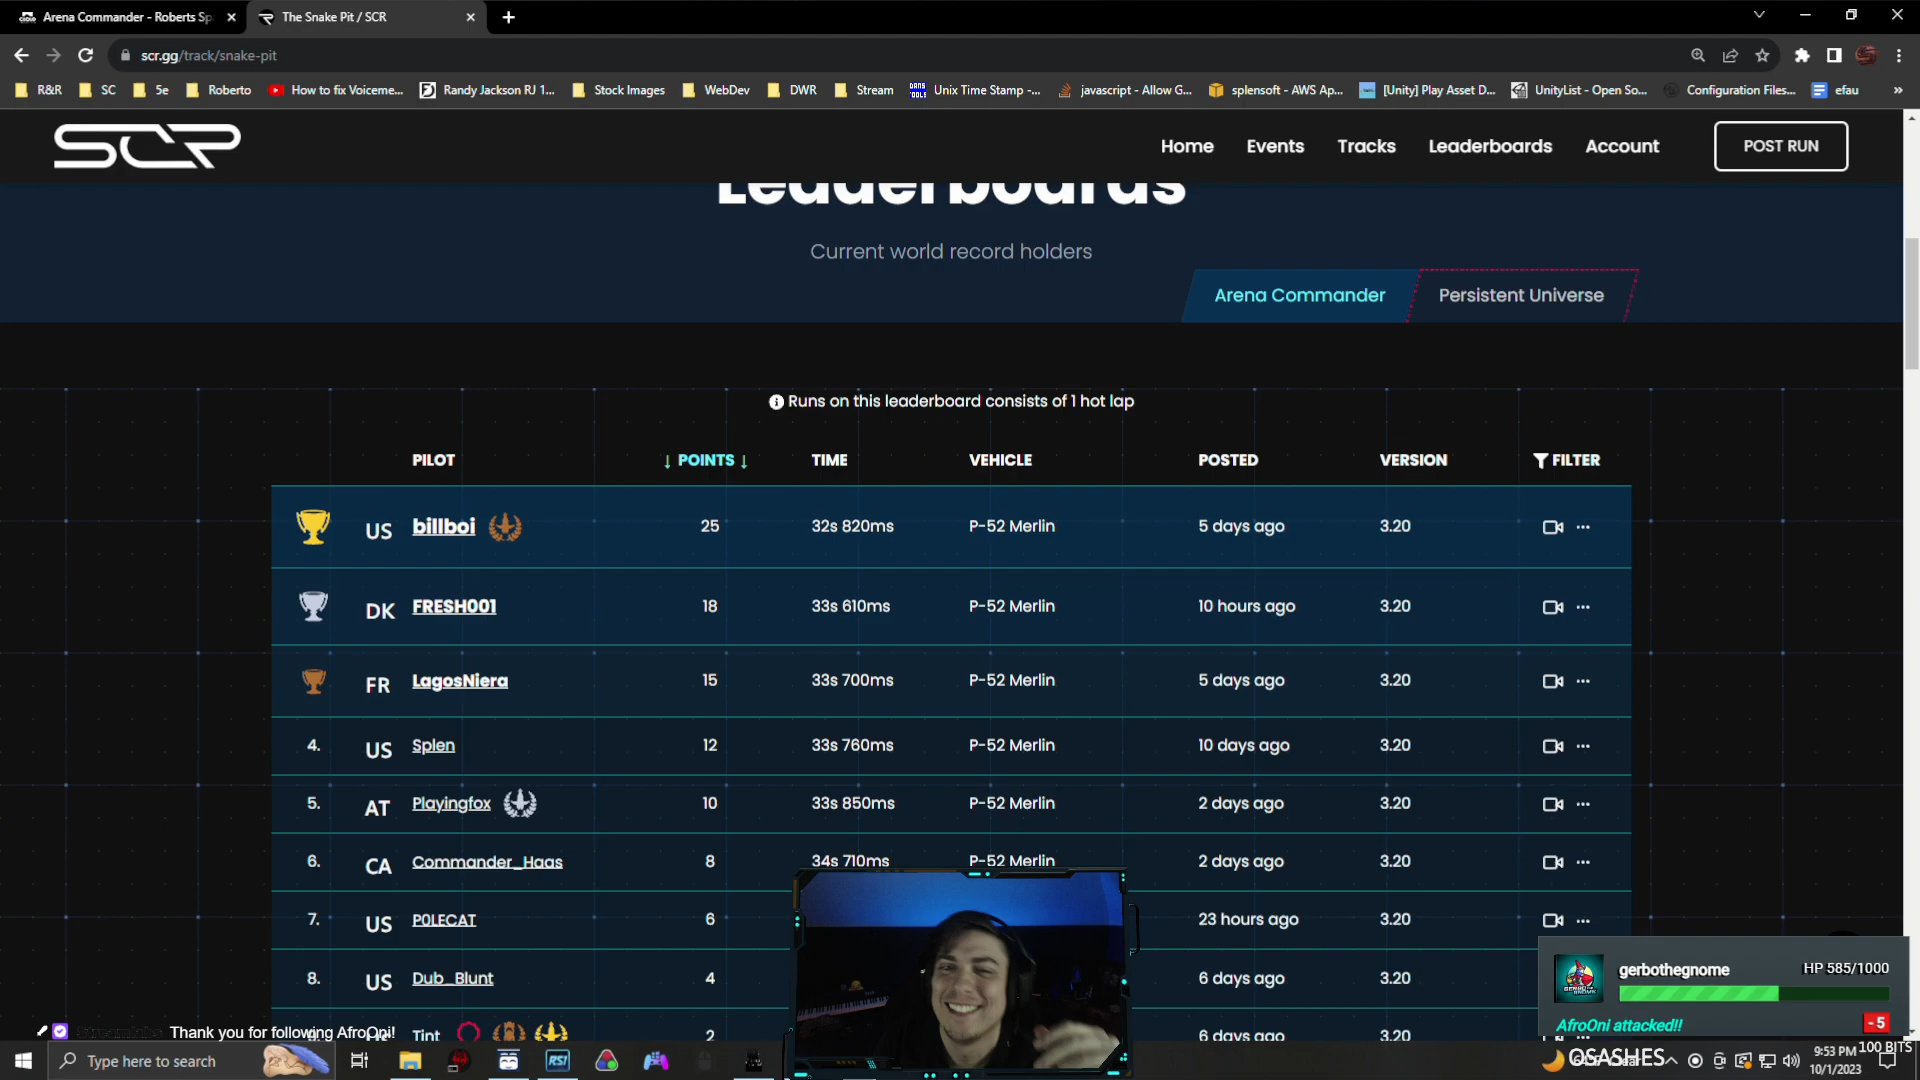 Arena Commander - Roberts Sp
The Snake Pit / SCR
scr.gg/track/snake-pit
R&R
SC
5e
Roberto
How to fix Voiceme...
Randy Jackson RJ 1...
Stock Images
WebDev
DWR
Stream
Unix Time Stamp -...
javascript - Allow G...
splensoft - AWS Ap...
[Unity] Play Asset D...
UnityList - Open So...
Configuration Files...
efau
SCR
Home
Events
Tracks
Leaderboards
Account
POST RUN
Leaderboards
Current world record holders
Arena Commander
Persistent Universe
Runs on this leaderboard consists of 1 hot lap
PILOT ↓ POINTS ↓ TIME VEHICLE POSTED VERSION FILTER
US billboi 25 32s 820ms P-52 Merlin 5 days ago 3.20
DK FRESH001 18 33s 610ms P-52 Merlin 10 hours ago 3.20
FR LagosNiera 15 33s 700ms P-52 Merlin 5 days ago 3.20
4. US Splen 12 33s 760ms P-52 Merlin 10 days ago 3.20
5. AT Playingfox 10 33s 850ms P-52 Merlin 2 days ago 3.20
6. CA Commander_Haas 8 34s 710ms P-52 Merlin 2 days ago 3.20
7. US P0LECAT 6 23 hours ago 3.20
8. US Dub_Blunt 4 6 days ago 3.20
Tint 2 6 days ago 3.20
gerbothegnome HP 585/1000
AfroOni attacked!! - 5
Thank you for following AfroOni!
100 BITS
OSASHES
Type here to search
RSI
9:53 PM
10/1/2023